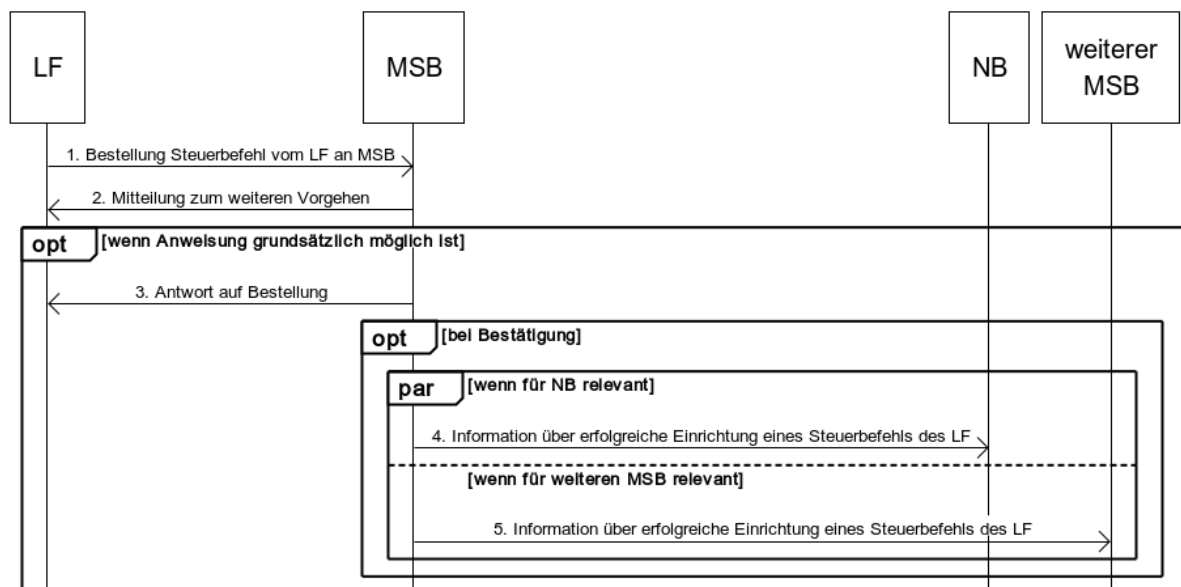 LF
MSB
NB
weiterer
MSB
1. Bestellung Steuerbefehl vom LF an MSB
2. Mitteilung zum weiteren Vorgehen
opt [wenn Anweisung grundsätzlich möglich ist]
3. Antwort auf Bestellung
opt [bei Bestätigung]
par [wenn für NB relevant]
4. Information über erfolgreiche Einrichtung eines Steuerbefehls des LF
[wenn für weiteren MSB relevant]
5. Information über erfolgreiche Einrichtung eines Steuerbefehls des LF